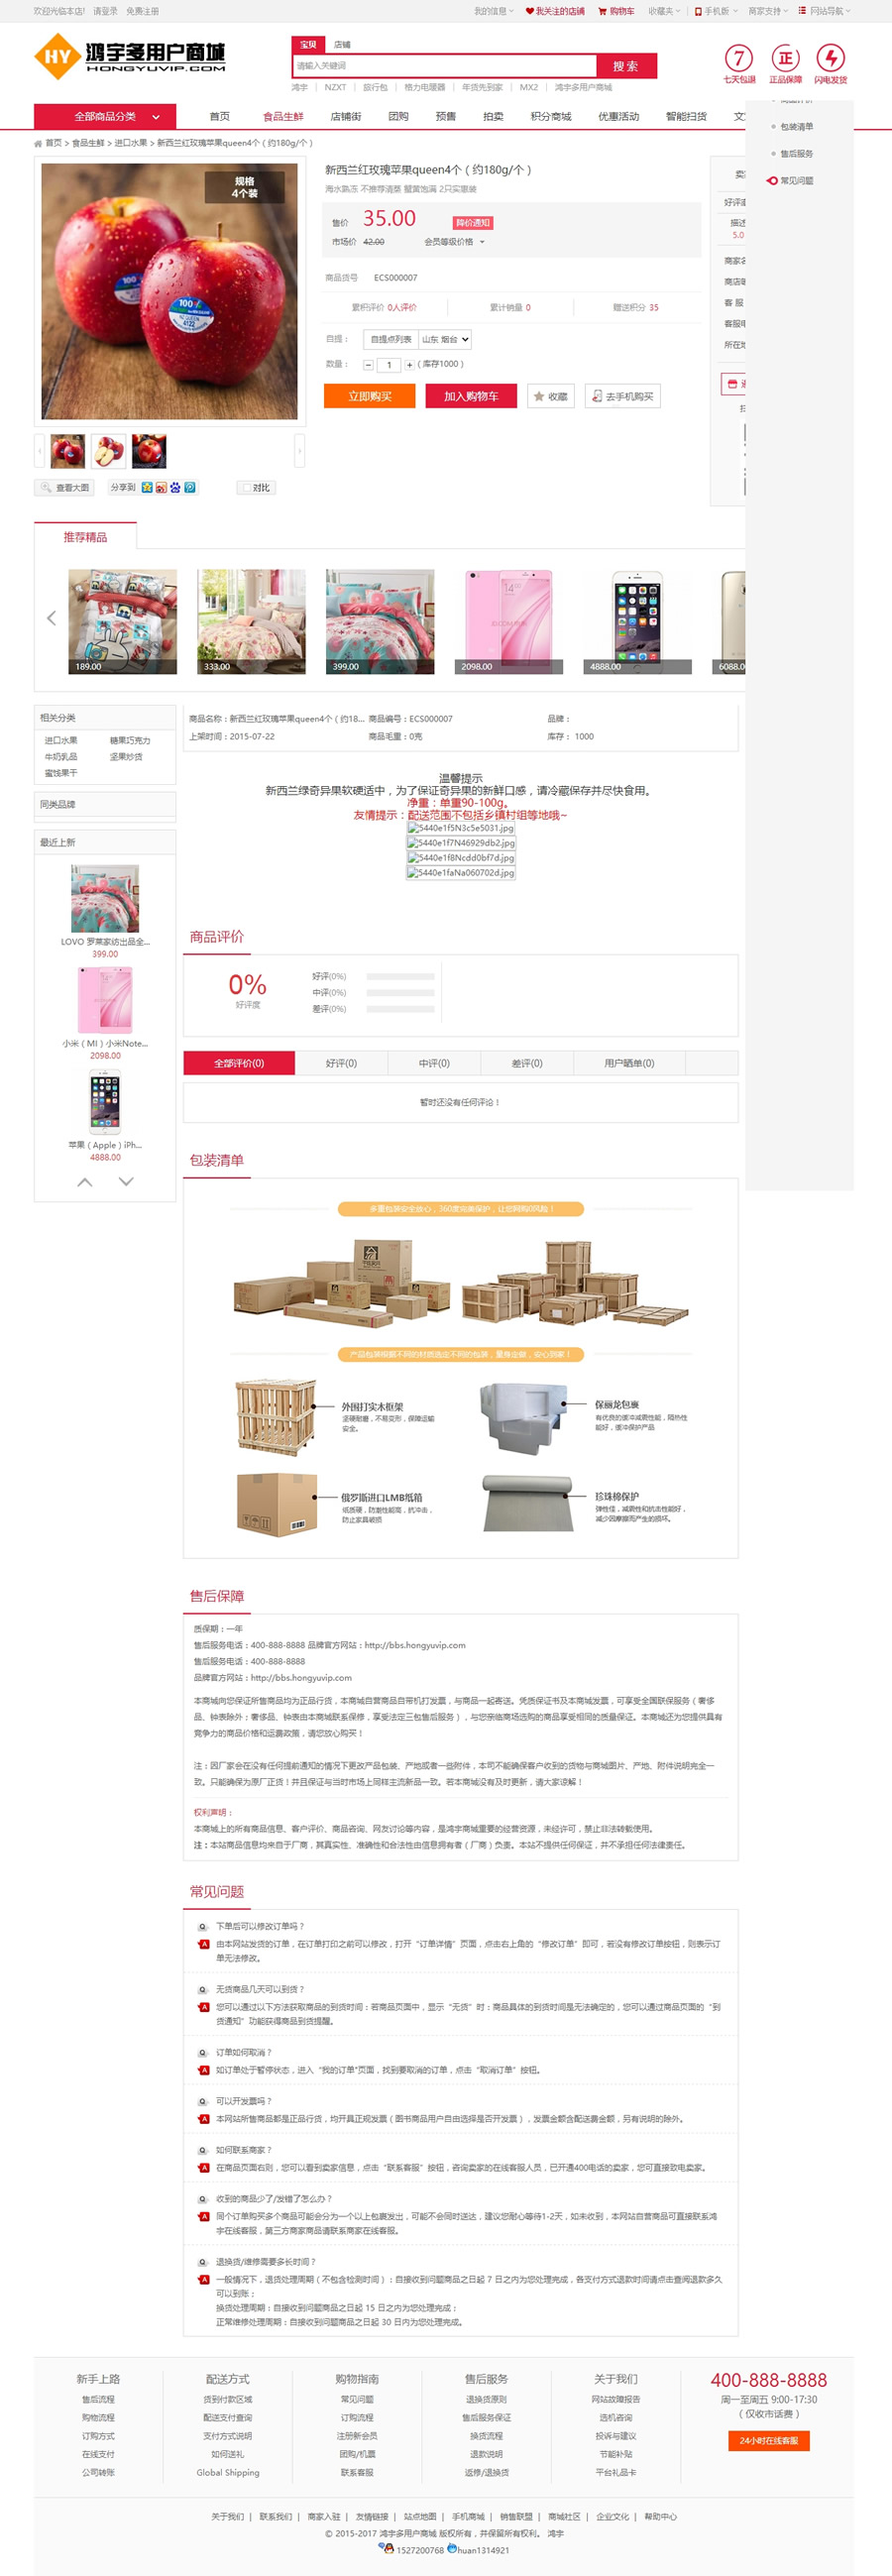 欢迎光临本店! 请登录 免费注册
我的信息 我关注的店铺 购物车 收藏夹 手机版 商家支持 网站导航
HY 鸿宇多用户商城
HONGYUVIP.COM
宝贝 店铺
请输入关键词 搜索
鸿宇 | NZXT | 旅行包 | 格力电暖器 | 年货先到家 | MX2 | 鸿宇多用户商城
七天包退 正品保障 闪电发货
全部商品分类 首页 食品生鲜 店铺街 团购 预售 拍卖 积分商城 优惠活动 智能扫货
包装清单
售后服务
常见问题
首页 > 食品生鲜 > 进口水果 > 新西兰红玫瑰苹果queen4个（约180g/个）
规格
4个装
新西兰红玫瑰苹果queen4个（约180g/个）
海水熟冻 不推荐清蒸 蟹黄饱满 2只实惠装
售价 35.00 降价通知
市场价 42.00 会员等级价格
商品货号 ECS000007
累积评价 0人评价 累计销量 0 赠送积分 35
自提： 自提点列表 山东 烟台
数量： 1 （库存1000）
立即购买 加入购物车 收藏 去手机购买
好评
描述
5.0
商家名
客 服
客服电
所在地
查看大图 分享到 对比
推荐精品
189.00 333.00 399.00 2098.00 4888.00 6088.0
相关分类
进口水果 糖果巧克力
牛奶乳品 坚果炒货
蜜饯果干
同类品牌
最近上新
LOVO 罗莱家纺出品全...
399.00
小米（MI）小米Note...
2098.00
苹果（Apple）iPh...
4888.00
商品名称：新西兰红玫瑰苹果queen4个（约18... 商品编号：ECS000007 品牌：
上架时间：2015-07-22 商品毛重：0克 库存： 1000
温馨提示
新西兰绿奇异果软硬适中，为了保证奇异果的新鲜口感，请冷藏保存并尽快食用。
净重：单重90-100g。
友情提示：配送范围不包括乡镇村组等地哦~
5440e1f5N3c5e5031.jpg
5440e1f7N46929db2.jpg
5440e1f8Ncdd0bf7d.jpg
5440e1faNa060702d.jpg
商品评价
0%
好评度
好评(0%)
中评(0%)
差评(0%)
全部评价(0) 好评(0) 中评(0) 差评(0) 用户晒单(0)
暂时还没有任何评论！
包装清单
多重包装安全放心，360度完美保护，让您网购0风险！
产品包装根据不同的材质选定不同的包装，量身定做，安心到家！
外围打实木框架
坚硬耐磨，不易变形，保障运输
安全。
保丽龙包裹
有优良的缓冲减震性能，隔热性
能好，缓冲保护产品
俄罗斯进口LMB纸箱
纸质硬，防潮性能高，抗冲击，
防止家具破损
珍珠棉保护
弹性佳，减震性和抗击性能好，
减少因摩擦而产生的损坏。
售后保障
质保期：一年
售后服务电话：400-888-8888 品牌官方网站：http://bbs.hongyuvip.com
售后服务电话：400-888-8888
品牌官方网站：http://bbs.hongyuvip.com
本商城向您保证所售商品均为正品行货，本商城自营商品自带机打发票，与商品一起寄送。凭质保证书及本商城发票，可享受全国联保服务（奢侈
品、钟表除外；奢侈品、钟表由本商城联系保修，享受法定三包售后服务），与您亲临商场选购的商品享受相同的质量保证。本商城还为您提供具有
竞争力的商品价格和运费政策，请您放心购买！
注：因厂家会在没有任何提前通知的情况下更改产品包装、产地或者一些附件，本司不能确保客户收到的货物与商城图片、产地、附件说明完全一
致。只能确保为原厂正货！并且保证与当时市场上同样主流新品一致。若本商城没有及时更新，请大家谅解！
权利声明：
本商城上的所有商品信息、客户评价、商品咨询、网友讨论等内容，是鸿宇商城重要的经营资源，未经许可，禁止非法转载使用。
注：本站商品信息均来自于厂商，其真实性、准确性和合法性由信息拥有者（厂商）负责。本站不提供任何保证，并不承担任何法律责任。
常见问题
Q 下单后可以修改订单吗？
A 由本网站发货的订单，在订单打印之前可以修改，打开“订单详情”页面，点击右上角的“修改订单”即可，若没有修改订单按钮，则表示订
单无法修改。
Q 无货商品几天可以到货？
A 您可以通过以下方法获取商品的到货时间：若商品页面中，显示“无货”时：商品具体的到货时间是无法确定的，您可以通过商品页面的“到
货通知”功能获得商品到货提醒。
Q 订单如何取消？
A 如订单处于暂停状态，进入“我的订单”页面，找到要取消的订单，点击“取消订单”按钮。
Q 可以开发票吗？
A 本网站所售商品都是正品行货，均开具正规发票（图书商品用户自由选择是否开发票），发票金额含配送费金额，另有说明的除外。
Q 如何联系商家？
A 在商品页面右则，您可以看到卖家信息，点击“联系客服”按钮，咨询卖家的在线客服人员，已开通400电话的卖家，您可直接致电卖家。
Q 收到的商品少了/发错了怎么办？
A 同个订单购买多个商品可能会分为一个以上包裹发出，可能不会同时送达，建议您耐心等待1-2天，如未收到，本网站自营商品可直接联系鸿
宇在线客服，第三方商家商品请联系商家在线客服。
Q 退换货/维修需要多长时间？
A 一般情况下，退货处理周期（不包含检测时间）：自接收到问题商品之日起 7 日之内为您处理完成，各支付方式退款时间请点击查阅退款多久
可以到账；
换货处理周期：自接收到问题商品之日起 15 日之内为您处理完成；
正常维修处理周期：自接收到问题商品之日起 30 日内为您处理完成。
新手上路 配送方式 购物指南 售后服务 关于我们 400-888-8888
售后流程 货到付款区域 常见问题 退换货原则 网站故障报告 周一至周五 9:00-17:30
购物流程 配送支付查询 订购流程 售后服务保证 选机咨询 （仅收市话费）
订购方式 支付方式说明 注册新会员 换货流程 投诉与建议 24小时在线客服
在线支付 如何送礼 团购/机票 退款说明 节能补贴
公司转账 Global Shipping 联系客服 返修/退换货 平台礼品卡
关于我们 | 联系我们 | 商家入驻 | 友情链接 | 站点地图 | 手机商城 | 销售联盟 | 商城社区 | 企业文化 | 帮助中心
© 2015-2017 鸿宇多用户商城 版权所有，并保留所有权利。 鸿宇
1527200768 huan1314921